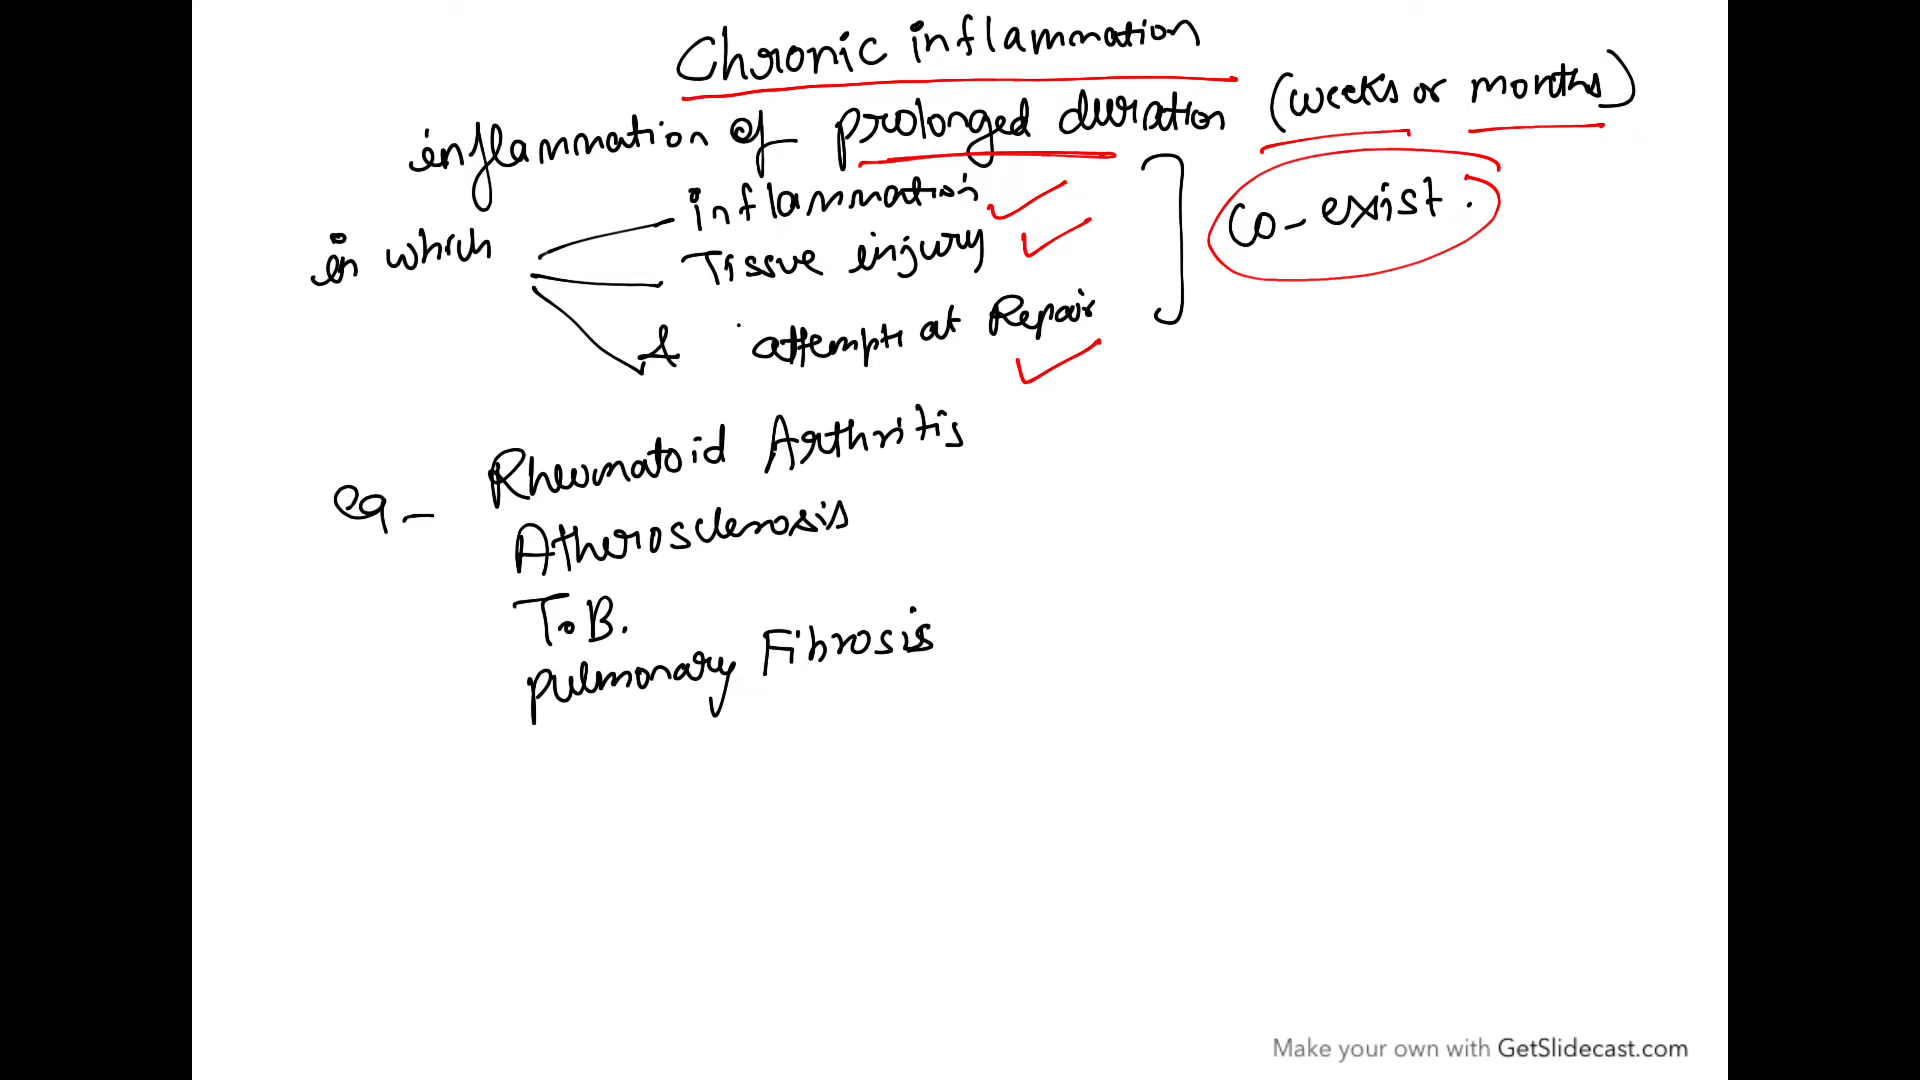 Chronic inflammation
inflammation of prolonged duration (weeks or months)
in which
inflammation
Tissue injury
& attempts at Repair
Co-exist.
eg - Rheumatoid Arthritis
Atherosclerosis
T.B.
Pulmonary Fibrosis
Make your own with GetSlidecast.com